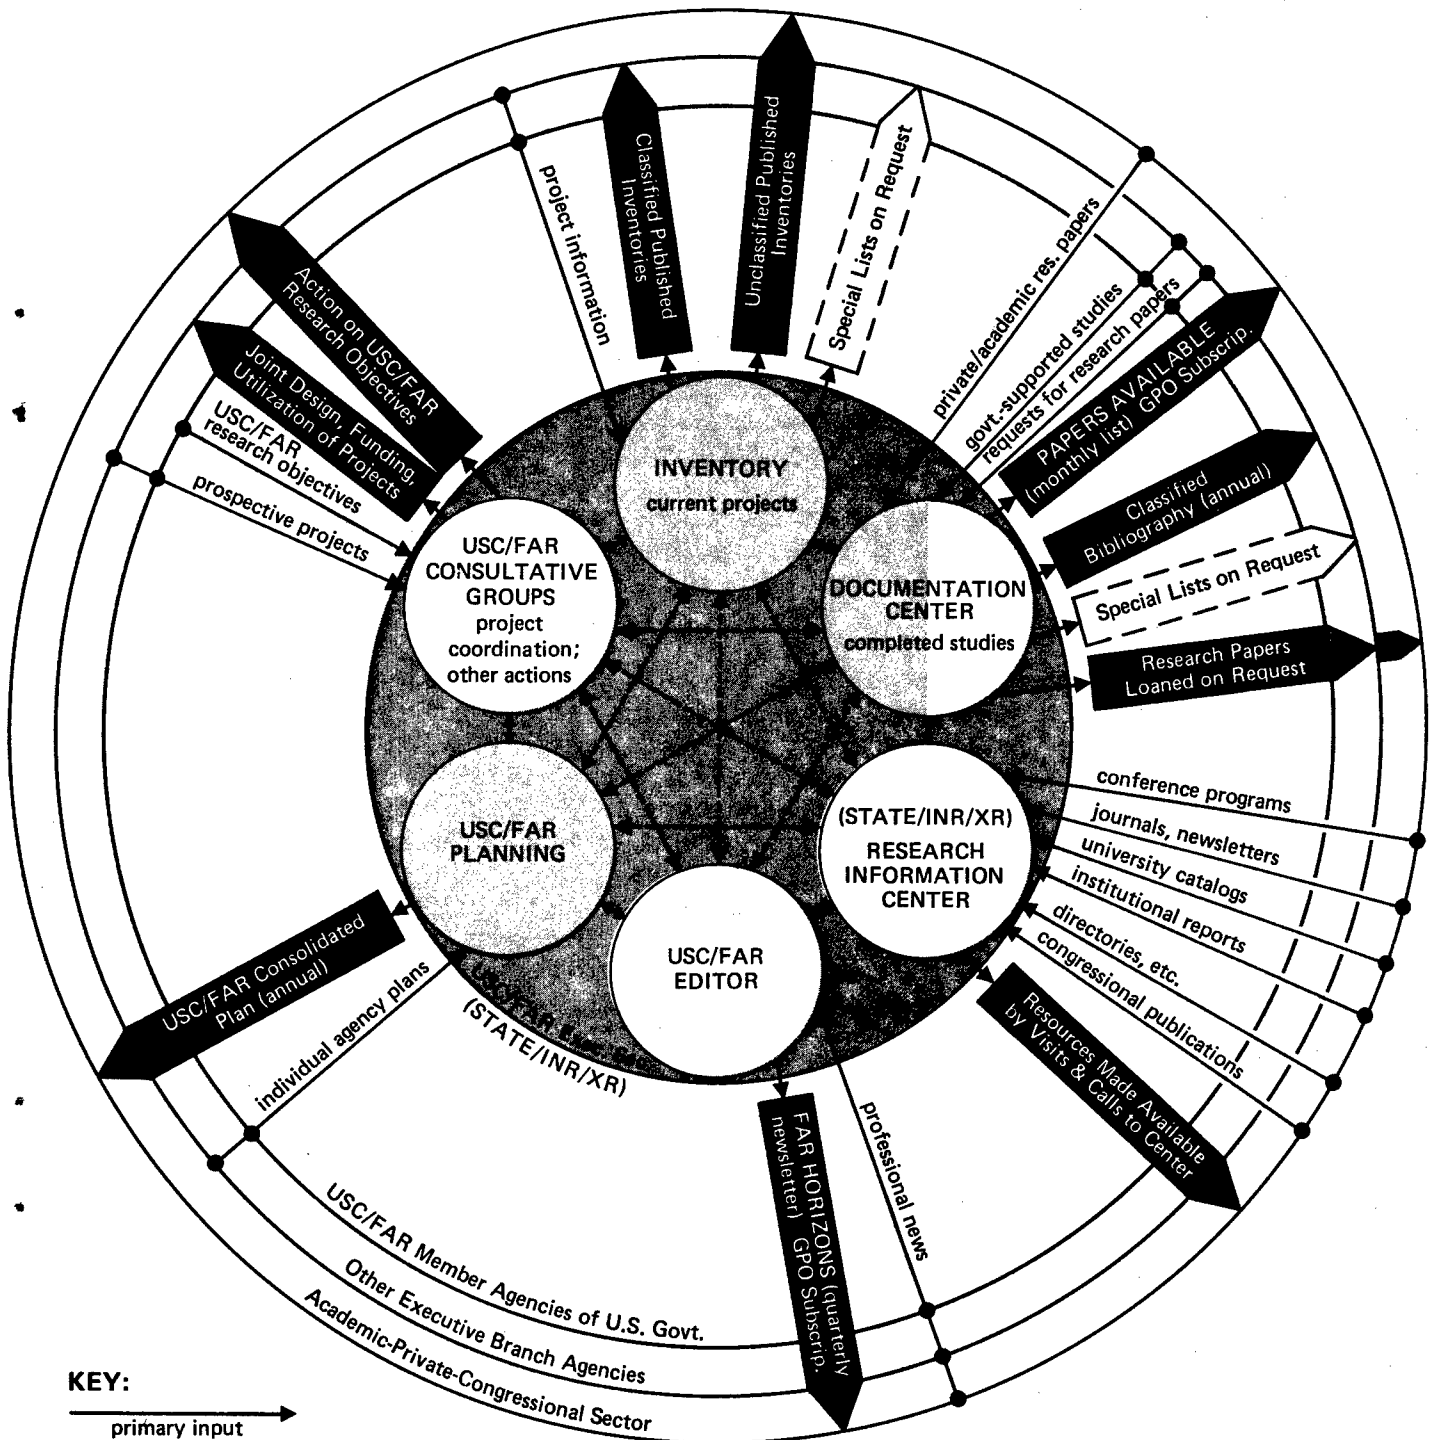 project information
Classified Published
Inventories
Unclassified Published
Inventories
Special Lists on Request
private/academic res. papers
govt.-supported studies
requests for research papers
PAPERS AVAILABLE
(monthly list) GPO Subscrip.
Classified
Bibliography (annual)
Special Lists on Request
Research Papers
Loaned on Request
Action on USC/FAR
Research Objectives
Joint Design, Funding,
Utilization of Projects
USC/FAR
research objectives
prospective projects
INVENTORY
current projects
USC/FAR
CONSULTATIVE
GROUPS
project
coordination;
other actions
DOCUMENTATION
CENTER
completed studies
USC/FAR
PLANNING
(STATE/INR/XR)
RESEARCH
INFORMATION
CENTER
USC/FAR
EDITOR
conference programs
journals, newsletters
university catalogs
institutional reports
directories, etc.
congressional publications
Resources Made Available
by Visits & Calls to Center
USC/FAR Consolidated
Plan (annual)
individual agency plans
USC/FAR
(STATE/INR/XR)
FAR HORIZONS (quarterly
newsletter) GPO Subscrip.
professional news
USC/FAR Member Agencies of U.S. Govt.
Other Executive Branch Agencies
Academic-Private-Congressional Sector
KEY:
primary input